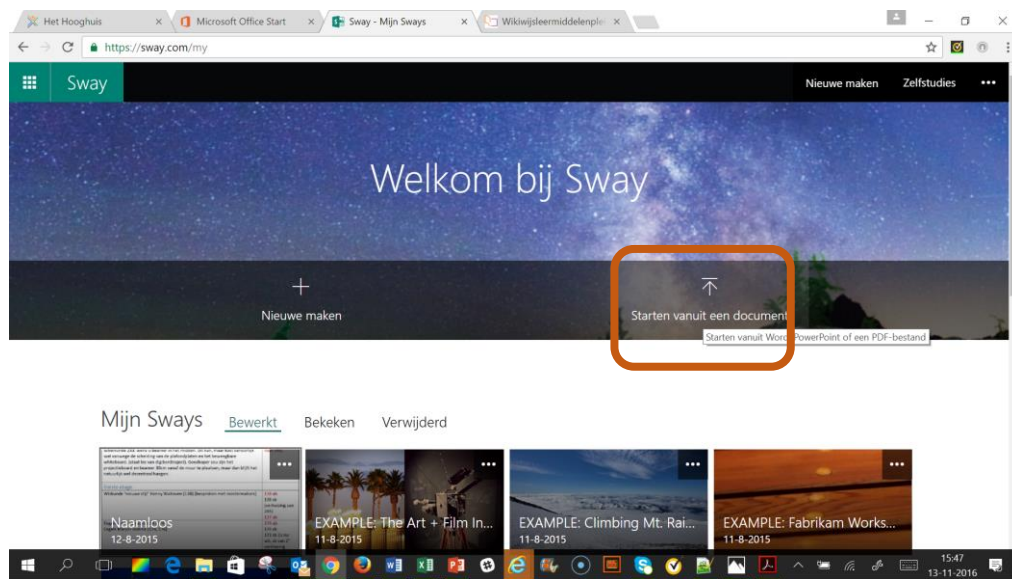 Het Hooghuis
Microsoft Office Start
Sway - Mijn Sways
Wikiwijsleermiddelenplei
https://sway.com/my
Sway
Nieuwe maken
Zelfstudies
Welkom bij Sway
Nieuwe maken
Starten vanuit een document
Starten vanuit Word, PowerPoint of een PDF-bestand
Mijn Sways
Bewerkt
Bekeken
Verwijderd
Naamloos
12-8-2015
EXAMPLE: The Art + Film In...
11-8-2015
EXAMPLE: Climbing Mt. Rai...
11-8-2015
EXAMPLE: Fabrikam Works...
11-8-2015
15:47
13-11-2016